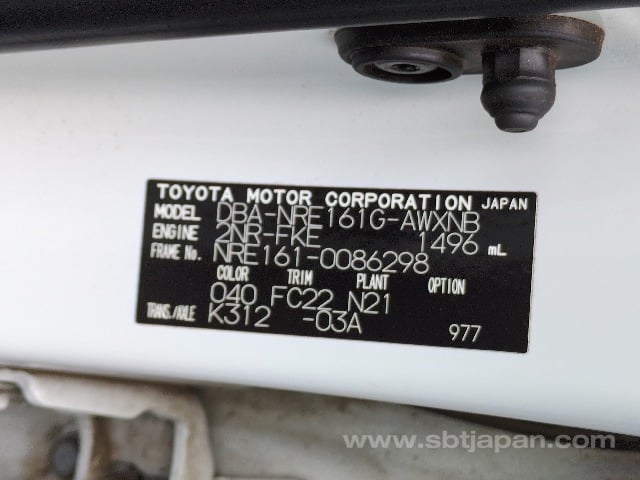 TOYOTA MOTOR CORPORATION JAPAN
MODEL DBA-NRE161G-AWXNB
ENGINE 2NR-FKE 1496 mL
FRAME No. NRE161-0086298
COLOR TRIM PLANT OPTION
040 FC22 N21
TRANS./AXLE K312 -03A
977
www.sbtjapan.com